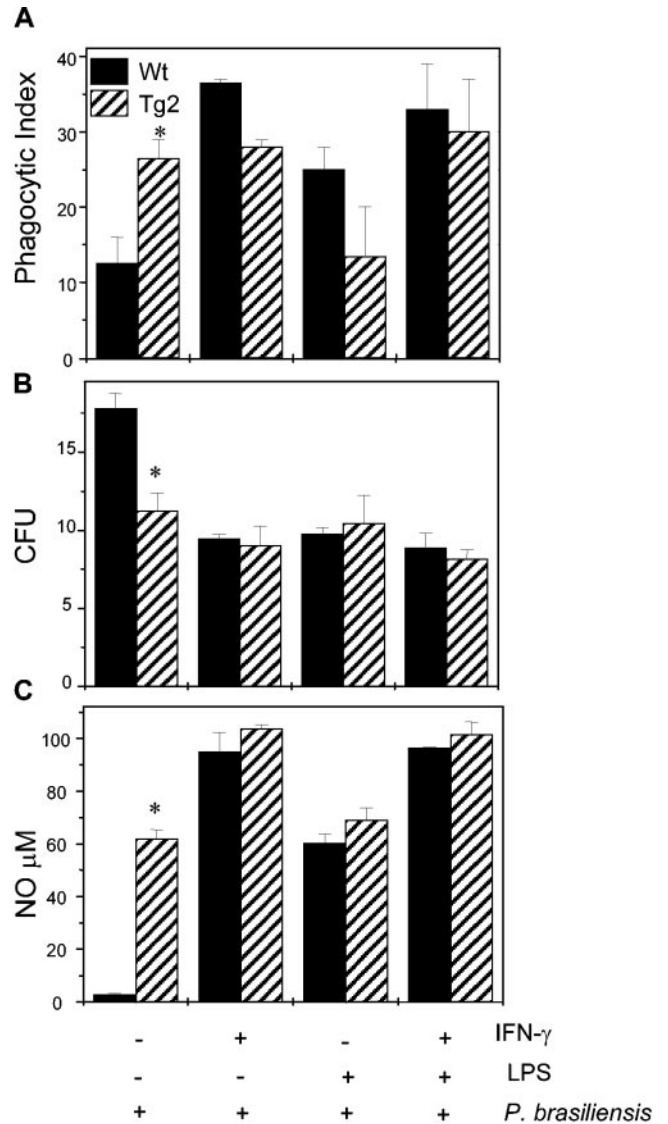 A
Phagocytic Index
40
30
20
10
0
Wt
Tg2
*
B
CFU
15
10
5
0
*
C
NO µM
100
80
60
40
20
0
*
- + - + IFN-γ
- - + + LPS
+ + + + P. brasiliensis